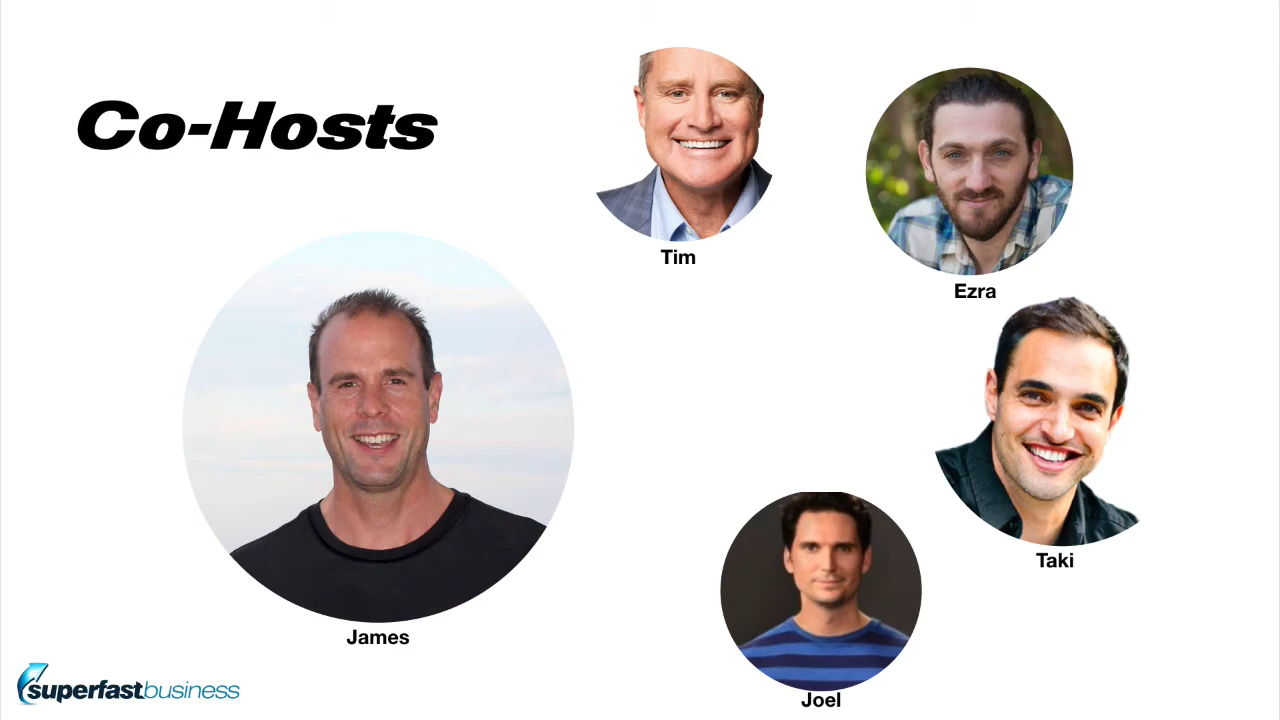 Co-Hosts
Tim
Ezra
Taki
James
Joel
superfastbusiness